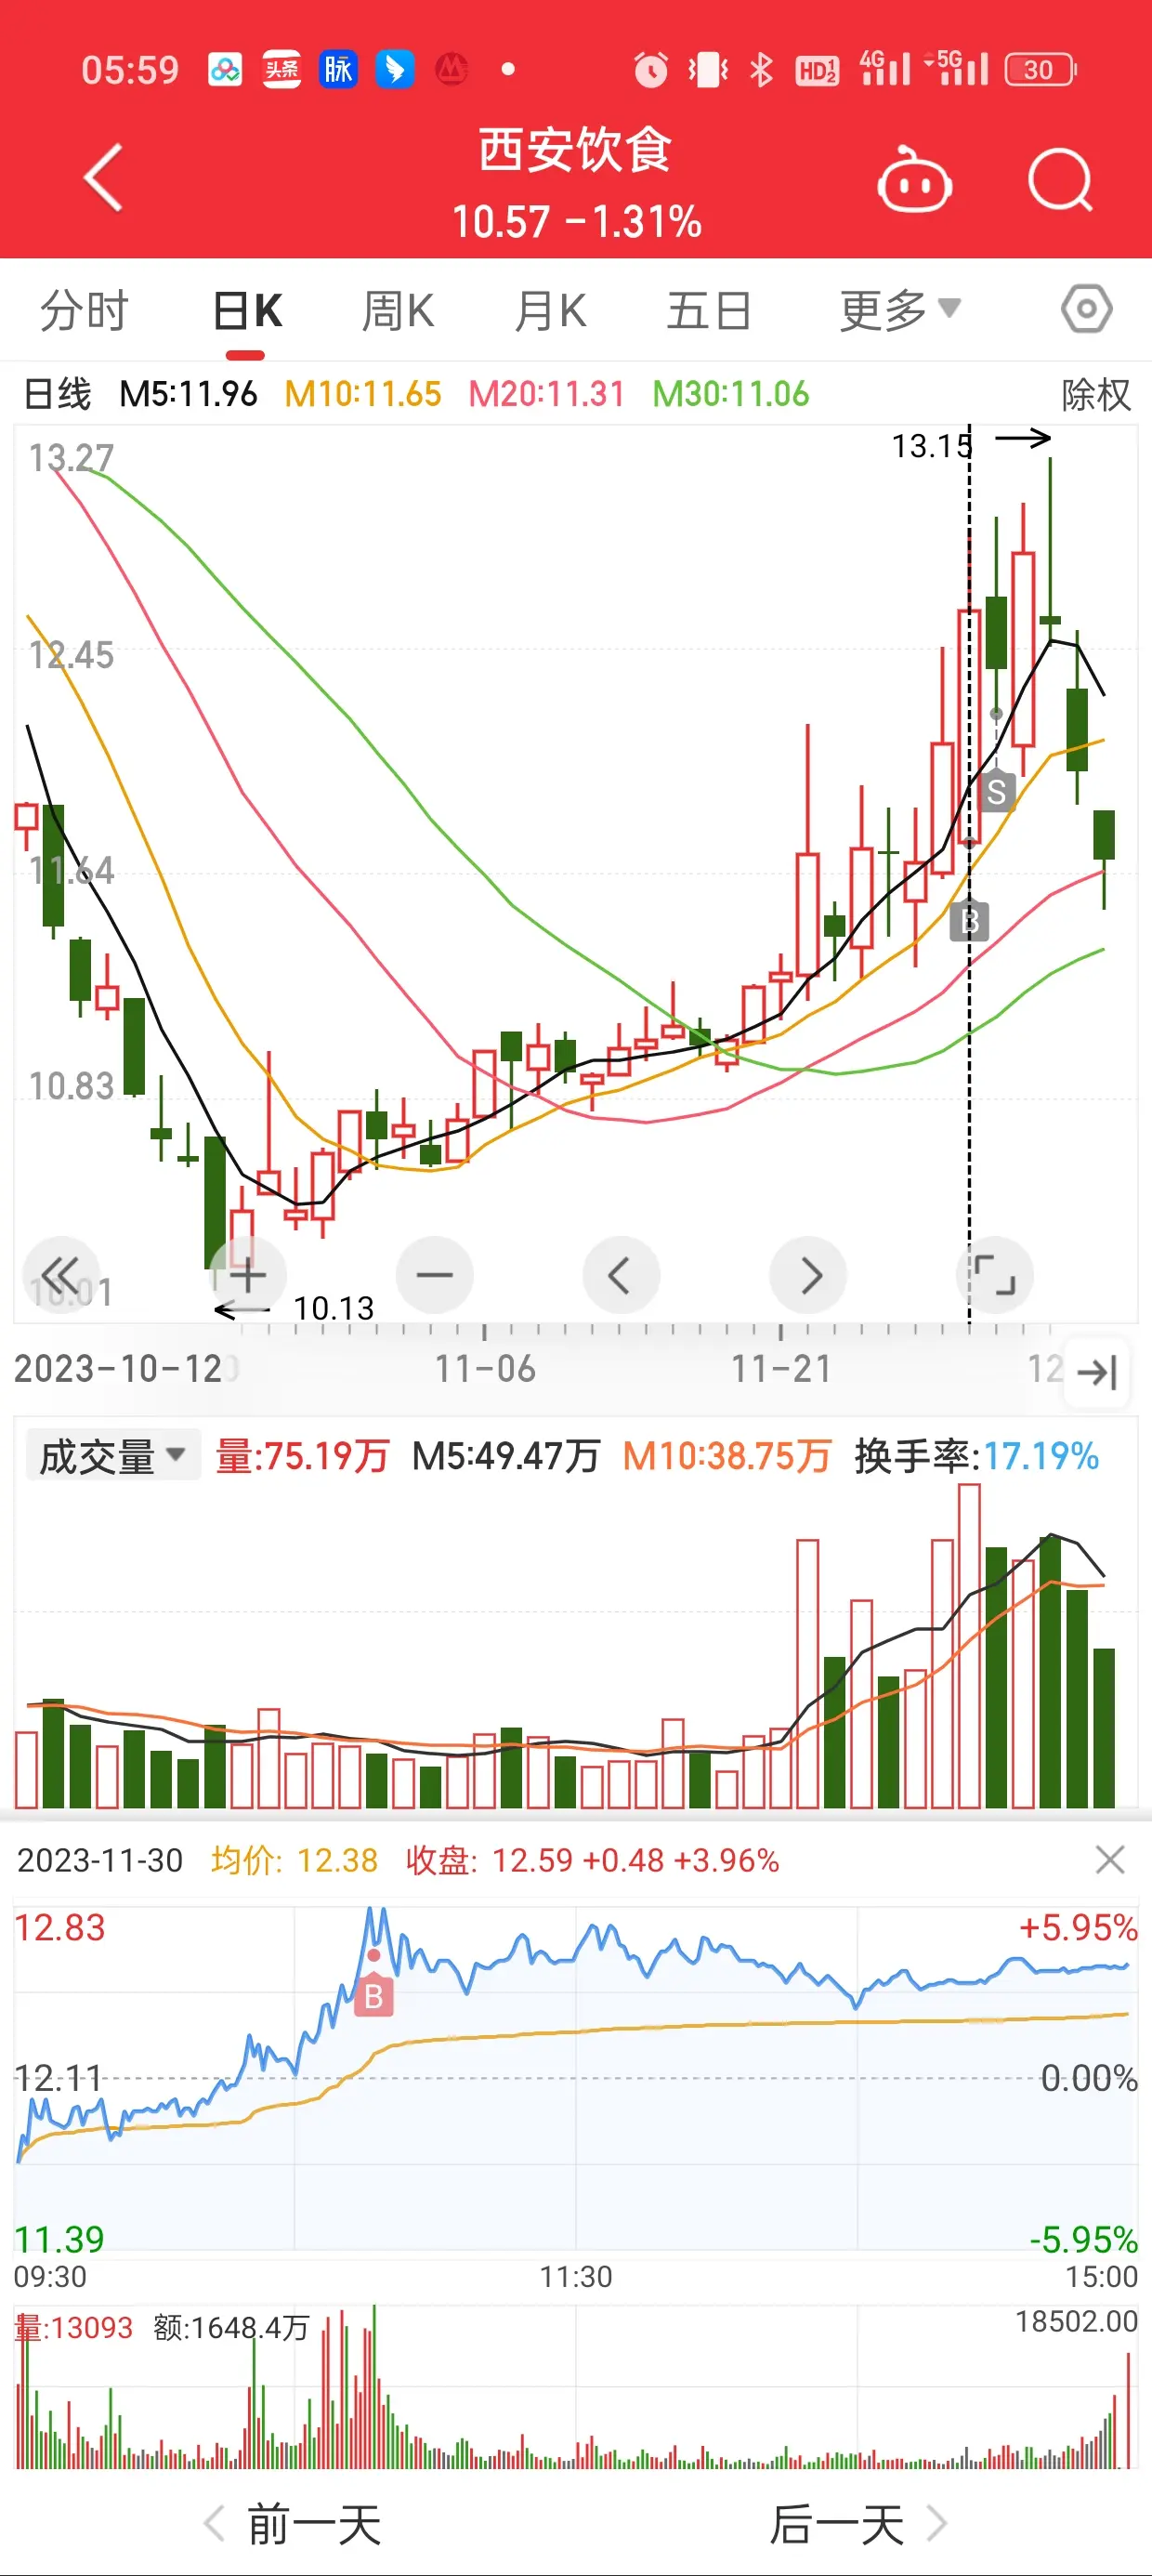 05:59 头条 脉 HD 1 2 4G 5G 30
西安饮食
10.57 -1.31%
分时 日K 周K 月K 五日 更多
日线 M5:11.96 M10:11.65 M20:11.31 M30:11.06 除权
13.15
13.27
12.45
S
11.64
B
10.83
10.13
2023-10-12 11-06 11-21 12
成交量 量:75.19万 M5:49.47万 M10:38.75万 换手率:17.19%
2023-11-30 均价: 12.38 收盘: 12.59 +0.48 +3.96%
12.83 +5.95%
B
12.11 0.00%
11.39 -5.95%
09:30 11:30 15:00
量:13093 额:1648.4万 18502.00
前一天 后一天